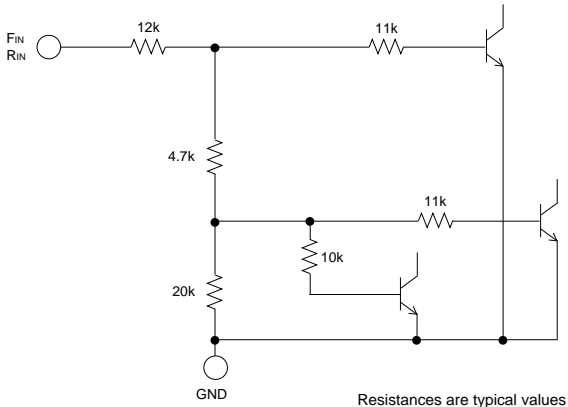 FIN
RIN
12k
11k
4.7k
11k
10k
20k
GND
Resistances are typical values